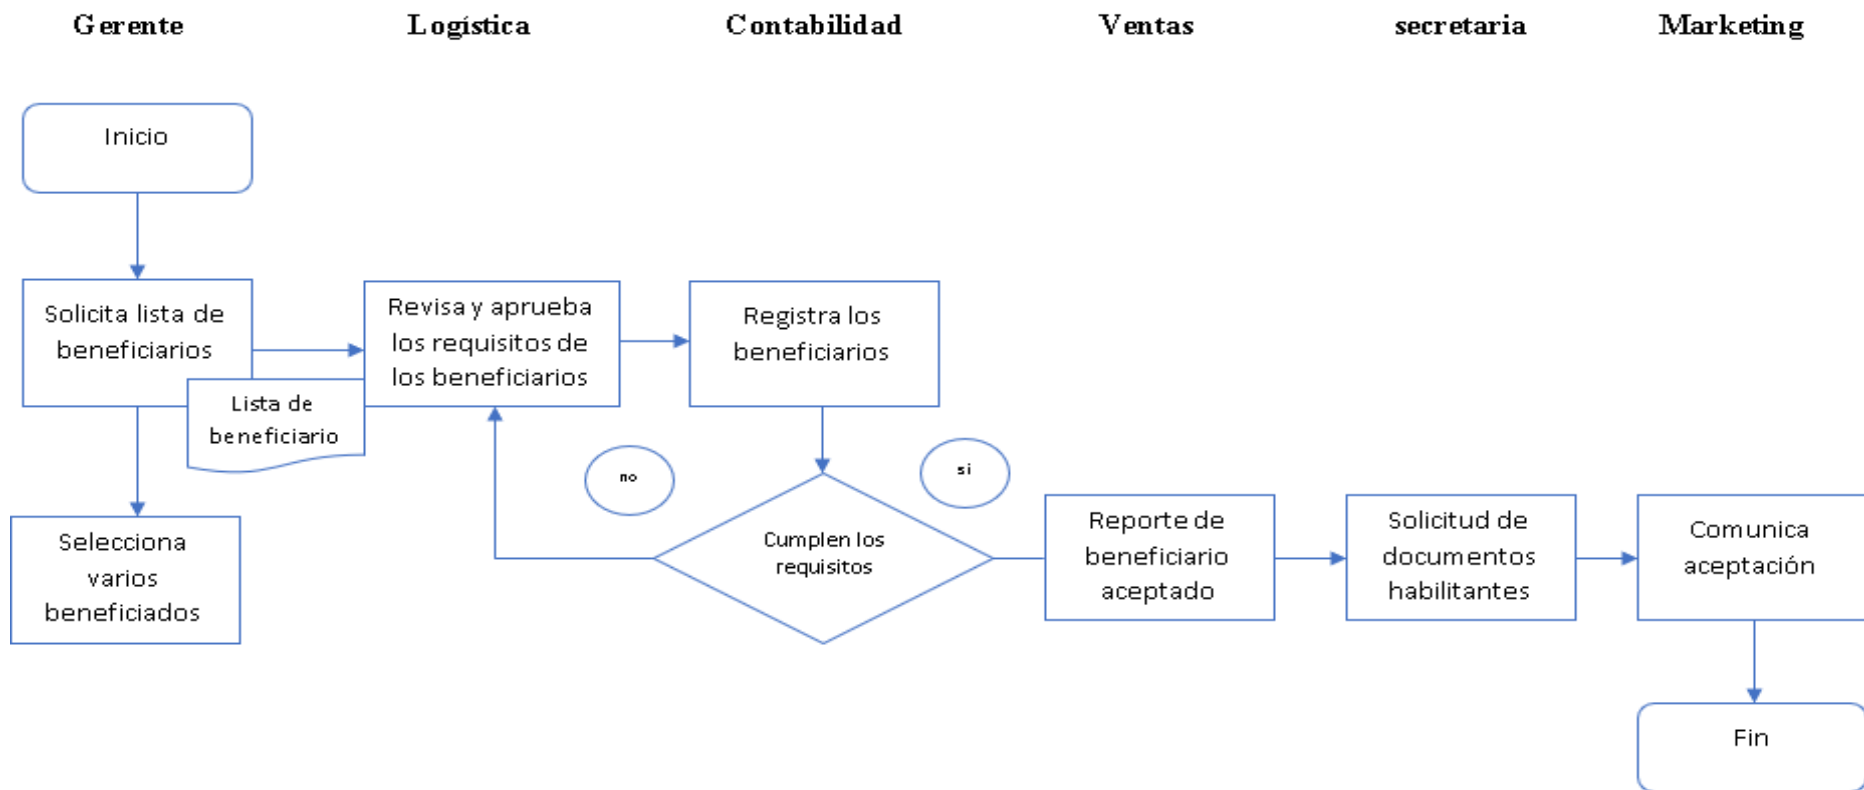 Gerente Logística Contabilidad Ventas secretaria Marketing
Inicio
Solicita lista de
beneficiarios
Lista de
beneficiario
Selecciona
varios
beneficiados
Revisa y aprueba
los requisitos de
los beneficiarios
Registra los
beneficiarios
no
si
Cumplen los
requisitos
Reporte de
beneficiario
aceptado
Solicitud de
documentos
habilitantes
Comunica
aceptación
Fin